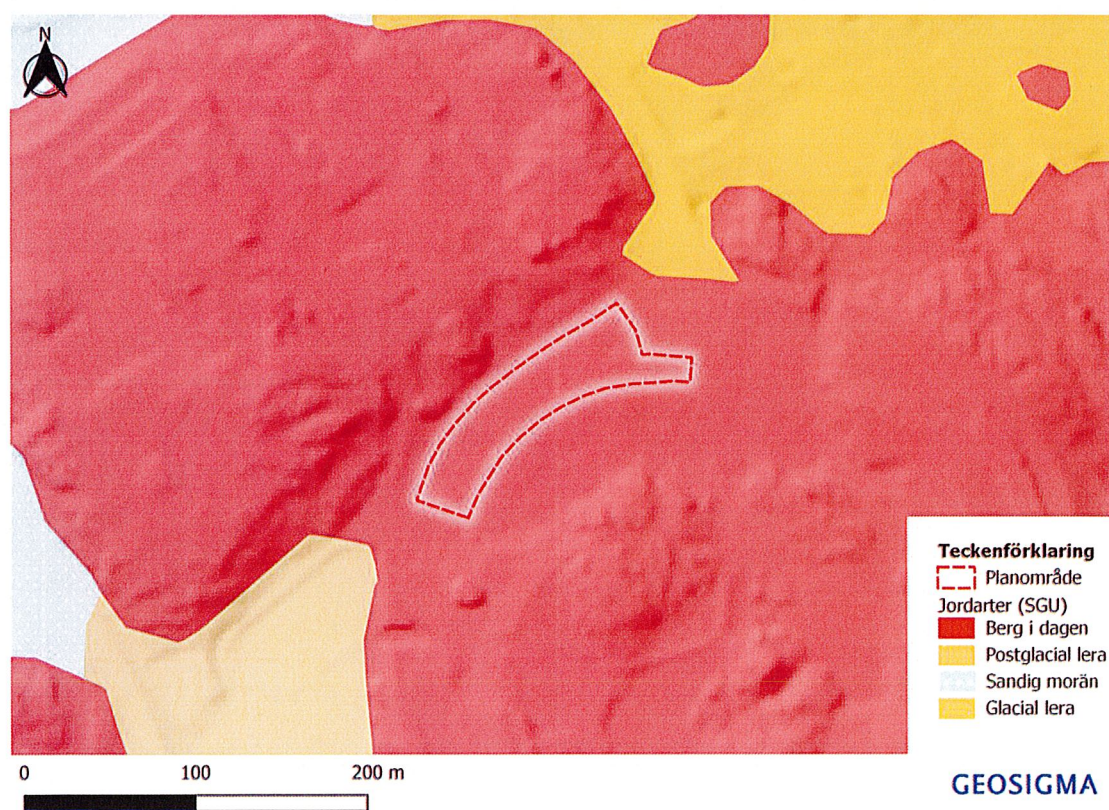 N
Teckenförklaring
Planområde
Jordarter (SGU)
Berg i dagen
Postglacial lera
Sandig morän
Glacial lera
0 100 200 m
GEOSIGMA